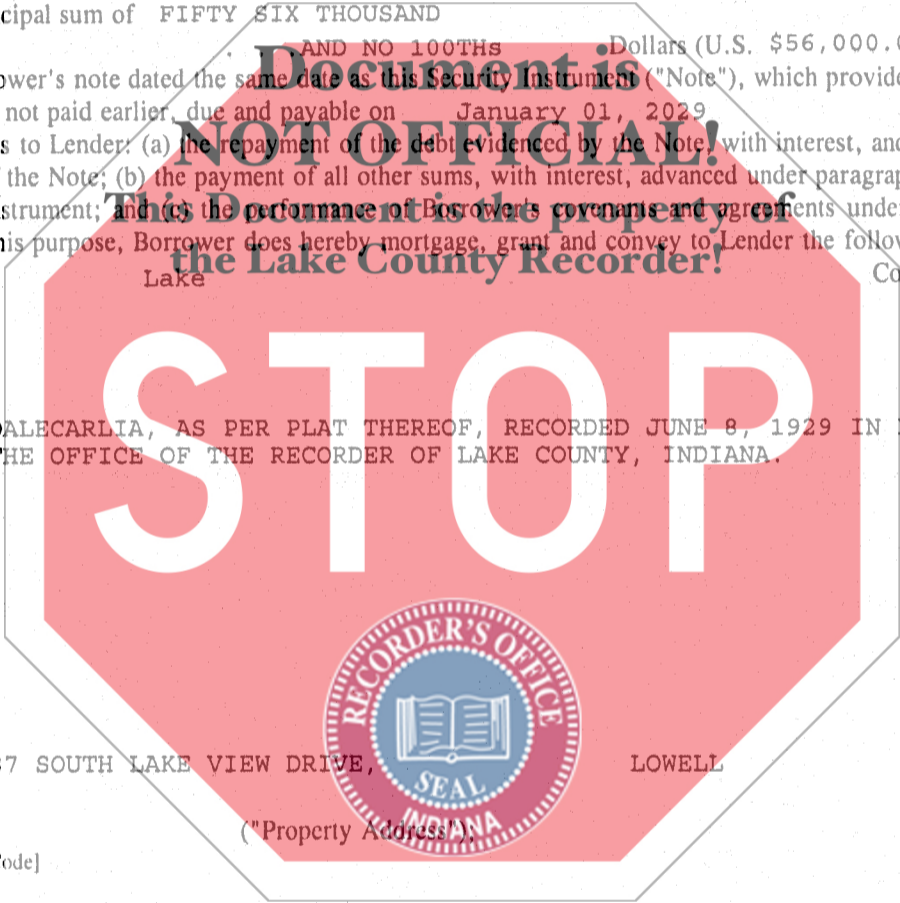 cipal sum of FIFTY SIX THOUSAND
AND NO 100THs Dollars (U.S. $56,000.
Document is
ower's note dated the same date as this Security Instrument ("Note"), which provide
not paid earlier, due and payable on January 01, 2029
NOT OFFICIAL!
s to Lender: (a) the repayment of the debt evidenced by the Note, with interest, and
the Note; (b) the payment of all other sums, with interest, advanced under paragrap
This Document is the property of
strument; and (c) the performance of Borrower's covenants and agreements unde
is purpose, Borrower does hereby mortgage, grant and convey to Lender the follow
the Lake County Recorder!
Lake Co
STOP
ALECARLIA, AS PER PLAT THEREOF, RECORDED JUNE 8, 1929 IN
HE OFFICE OF THE RECORDER OF LAKE COUNTY, INDIANA.
RECORDER'S OFFICE
7 SOUTH LAKE VIEW DRIVE, LOWELL
SEAL
INDIANA
("Property Address");
ode]